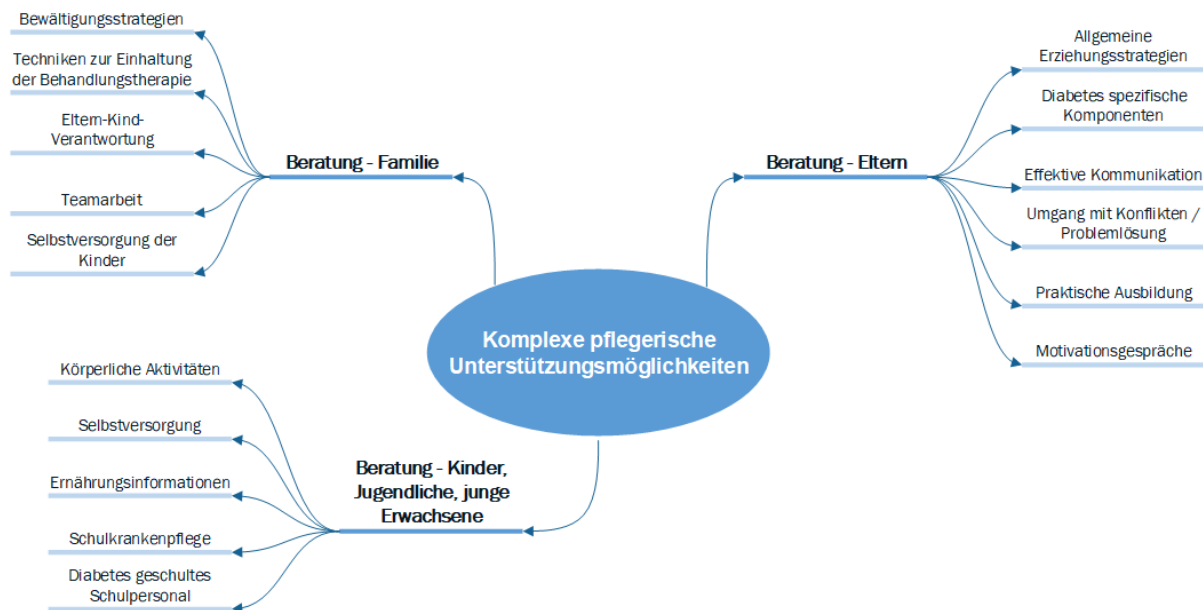 Bewältigungsstrategien
Techniken zur Einhaltung
der Behandlungstherapie
Eltern-Kind-
Verantwortung
Teamarbeit
Selbstversorgung der
Kinder
Beratung - Familie
Beratung - Eltern
Allgemeine
Erziehungsstrategien
Diabetes spezifische
Komponenten
Effektive Kommunikation
Umgang mit Konflikten /
Problemlösung
Praktische Ausbildung
Motivationsgespräche
Komplexe pflegerische
Unterstützungsmöglichkeiten
Körperliche Aktivitäten
Selbstversorgung
Ernährungsinformationen
Schulkrankenpflege
Diabetes geschultes
Schulpersonal
Beratung - Kinder,
Jugendliche, junge
Erwachsene